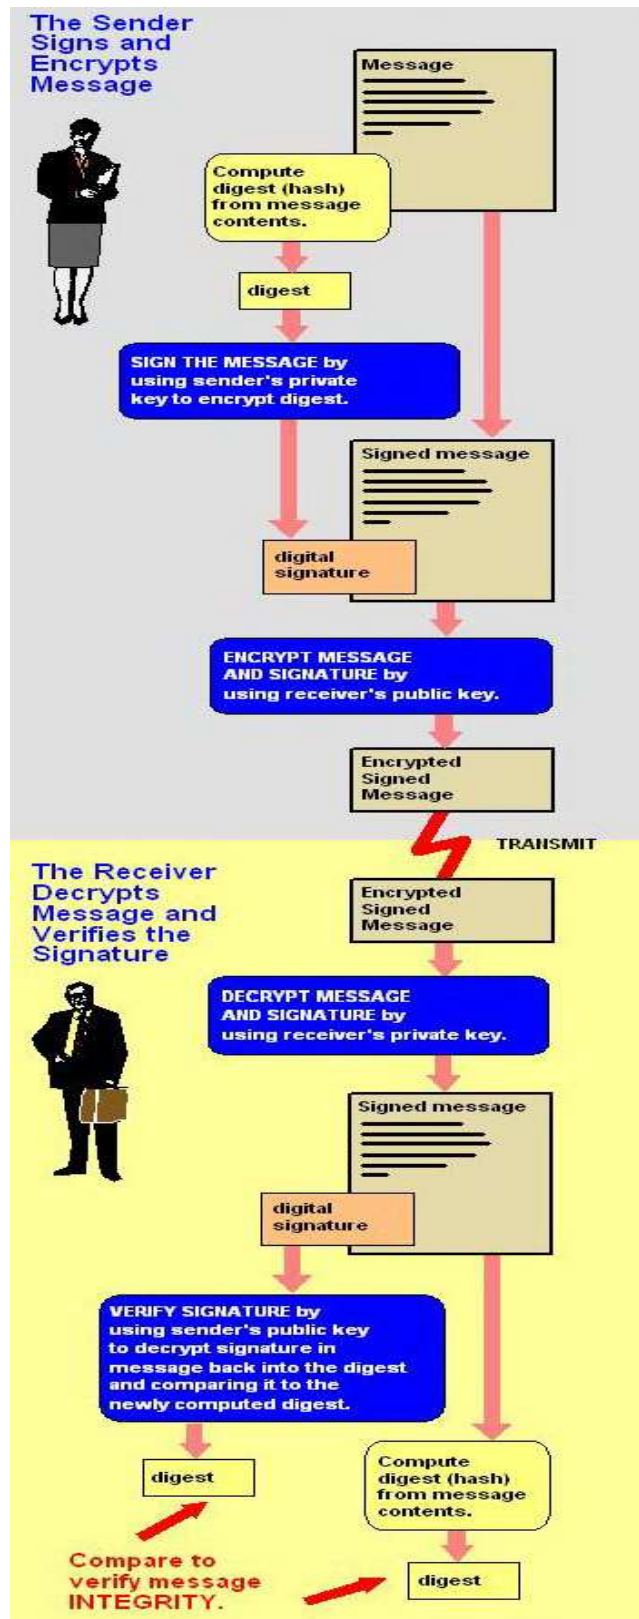 The Sender
Signs and
Encrypts
Message
Message
Compute
digest (hash)
from message
contents.
digest
SIGN THE MESSAGE by
using sender's private
key to encrypt digest.
Signed message
digital
signature
ENCRYPT MESSAGE
AND SIGNATURE by
using receiver's public key.
Encrypted
Signed
Message
TRANSMIT
The Receiver
Decrypts
Message and
Verifies the
Signature
Encrypted
Signed
Message
DECRYPT MESSAGE
AND SIGNATURE by
using receiver's private key.
Signed message
digital
signature
VERIFY SIGNATURE by
using sender's public key
to decrypt signature in
message back into the digest
and comparing it to the
newly computed digest.
digest
Compute
digest (hash)
from message
contents.
Compare to
verify message
INTEGRITY.
digest